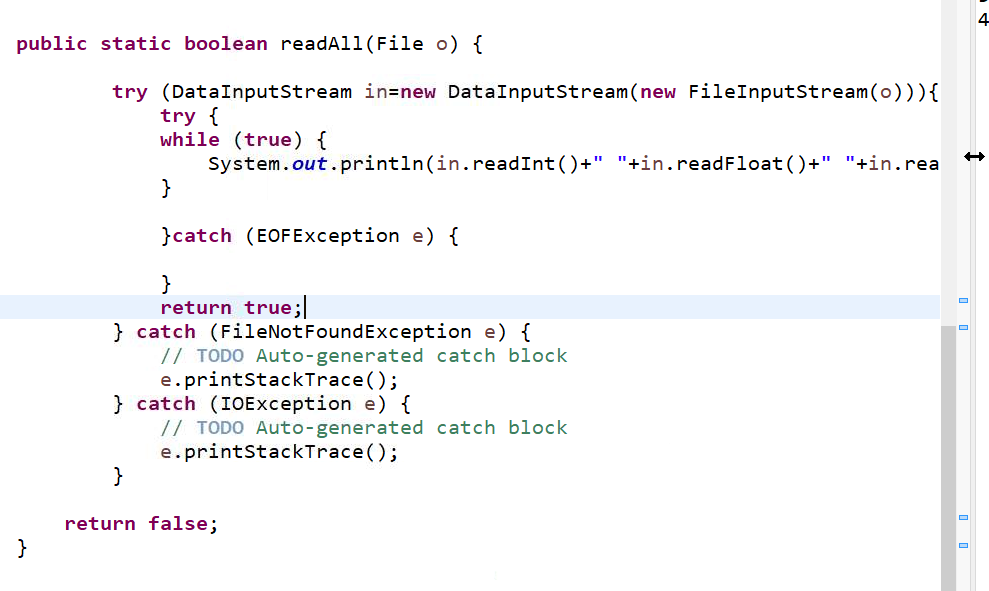 4
public static boolean readAll(File o) {
try (DataInputStream in=new DataInputStream(new FileInputStream(o))){
try {
while (true) {
System.out.println(in.readInt()+" "+in.readFloat()+" "+in.rea
}
}catch (EOFException e) {
}
return true;
} catch (FileNotFoundException e) {
// TODO Auto-generated catch block
e.printStackTrace();
} catch (IOException e) {
// TODO Auto-generated catch block
e.printStackTrace();
}
return false;
}